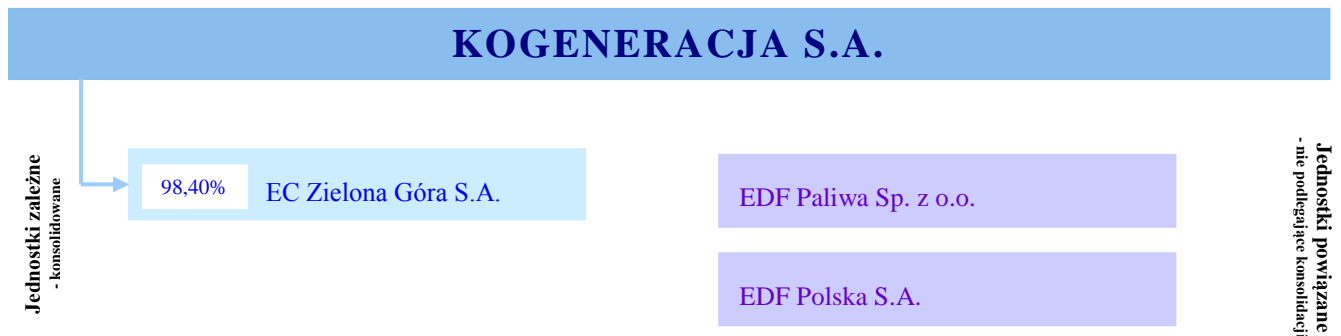 KOGENERACJA S.A.
Jednostki zależne
- konsolidowane
98,40%
EC Zielona Góra S.A.
EDF Paliwa Sp. z o.o.
EDF Polska S.A.
Jednostki powiązane
- nie podlegające konsolidacji